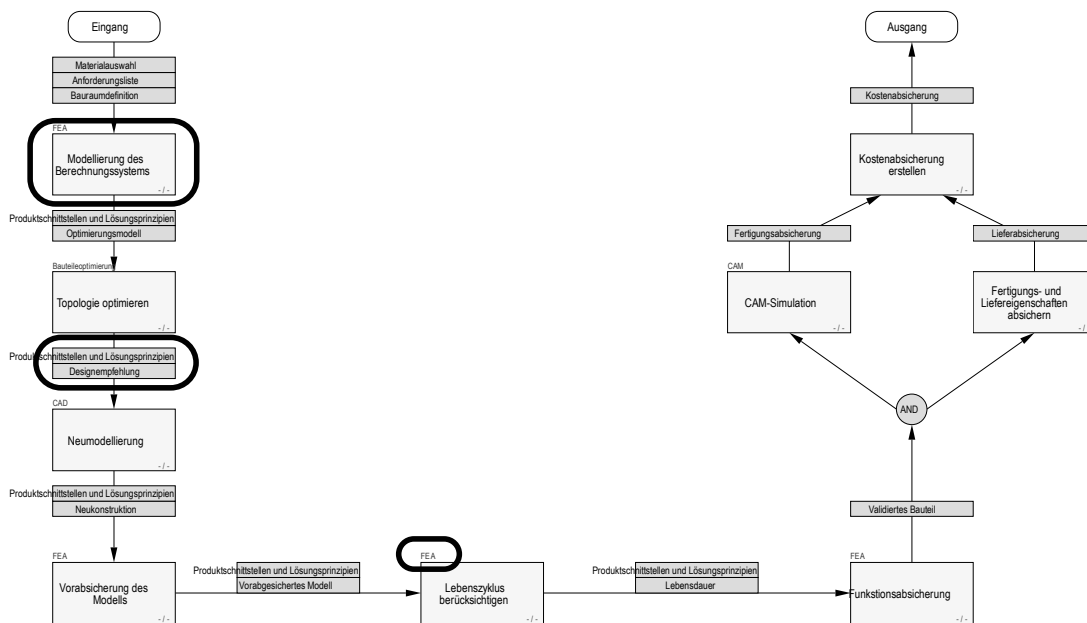 Eingang
Materialauswahl
Anforderungsliste
Bauraumdefinition
FEA
Modellierung des
Berechnungssystems
- / -
Produktschnittstellen und Lösungsprinzipien
Optimierungsmodell
Bauteileoptimierung
Topologie optimieren
- / -
Produktschnittstellen und Lösungsprinzipien
Designempfehlung
CAD
Neumodellierung
- / -
Produktschnittstellen und Lösungsprinzipien
Neukonstruktion
FEA
Vorabsicherung des
Modells
- / -
Produktschnittstellen und Lösungsprinzipien
Vorabgesichertes Modell
FEA
Lebenszyklus
berücksichtigen
- / -
Produktschnittstellen und Lösungsprinzipien
Lebensdauer
FEA
Funkstionsabsicherung
- / -
Validiertes Bauteil
AND
CAM
CAM-Simulation
- / -
Fertigungs- und
Liefereigenschaften
absichern
- / -
Fertigungsabsicherung
Lieferabsicherung
Kostenabsicherung
erstellen
- / -
Kostenabsicherung
Ausgang